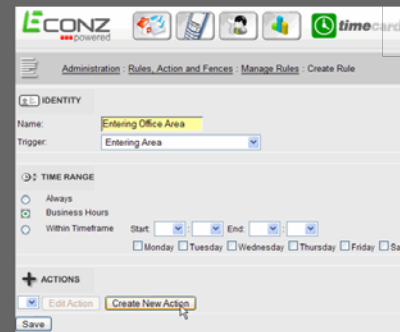 ECONZ
powered
timecard
Administration : Rules, Action and Fences : Manage Rules : Create Rule
IDENTITY
Name: Entering Office Area
Trigger: Entering Area
TIME RANGE
Always
Business Hours
Within Timeframe Start: : End: :
Monday Tuesday Wednesday Thursday Friday Sa
ACTIONS
Edit Action Create New Action
Save